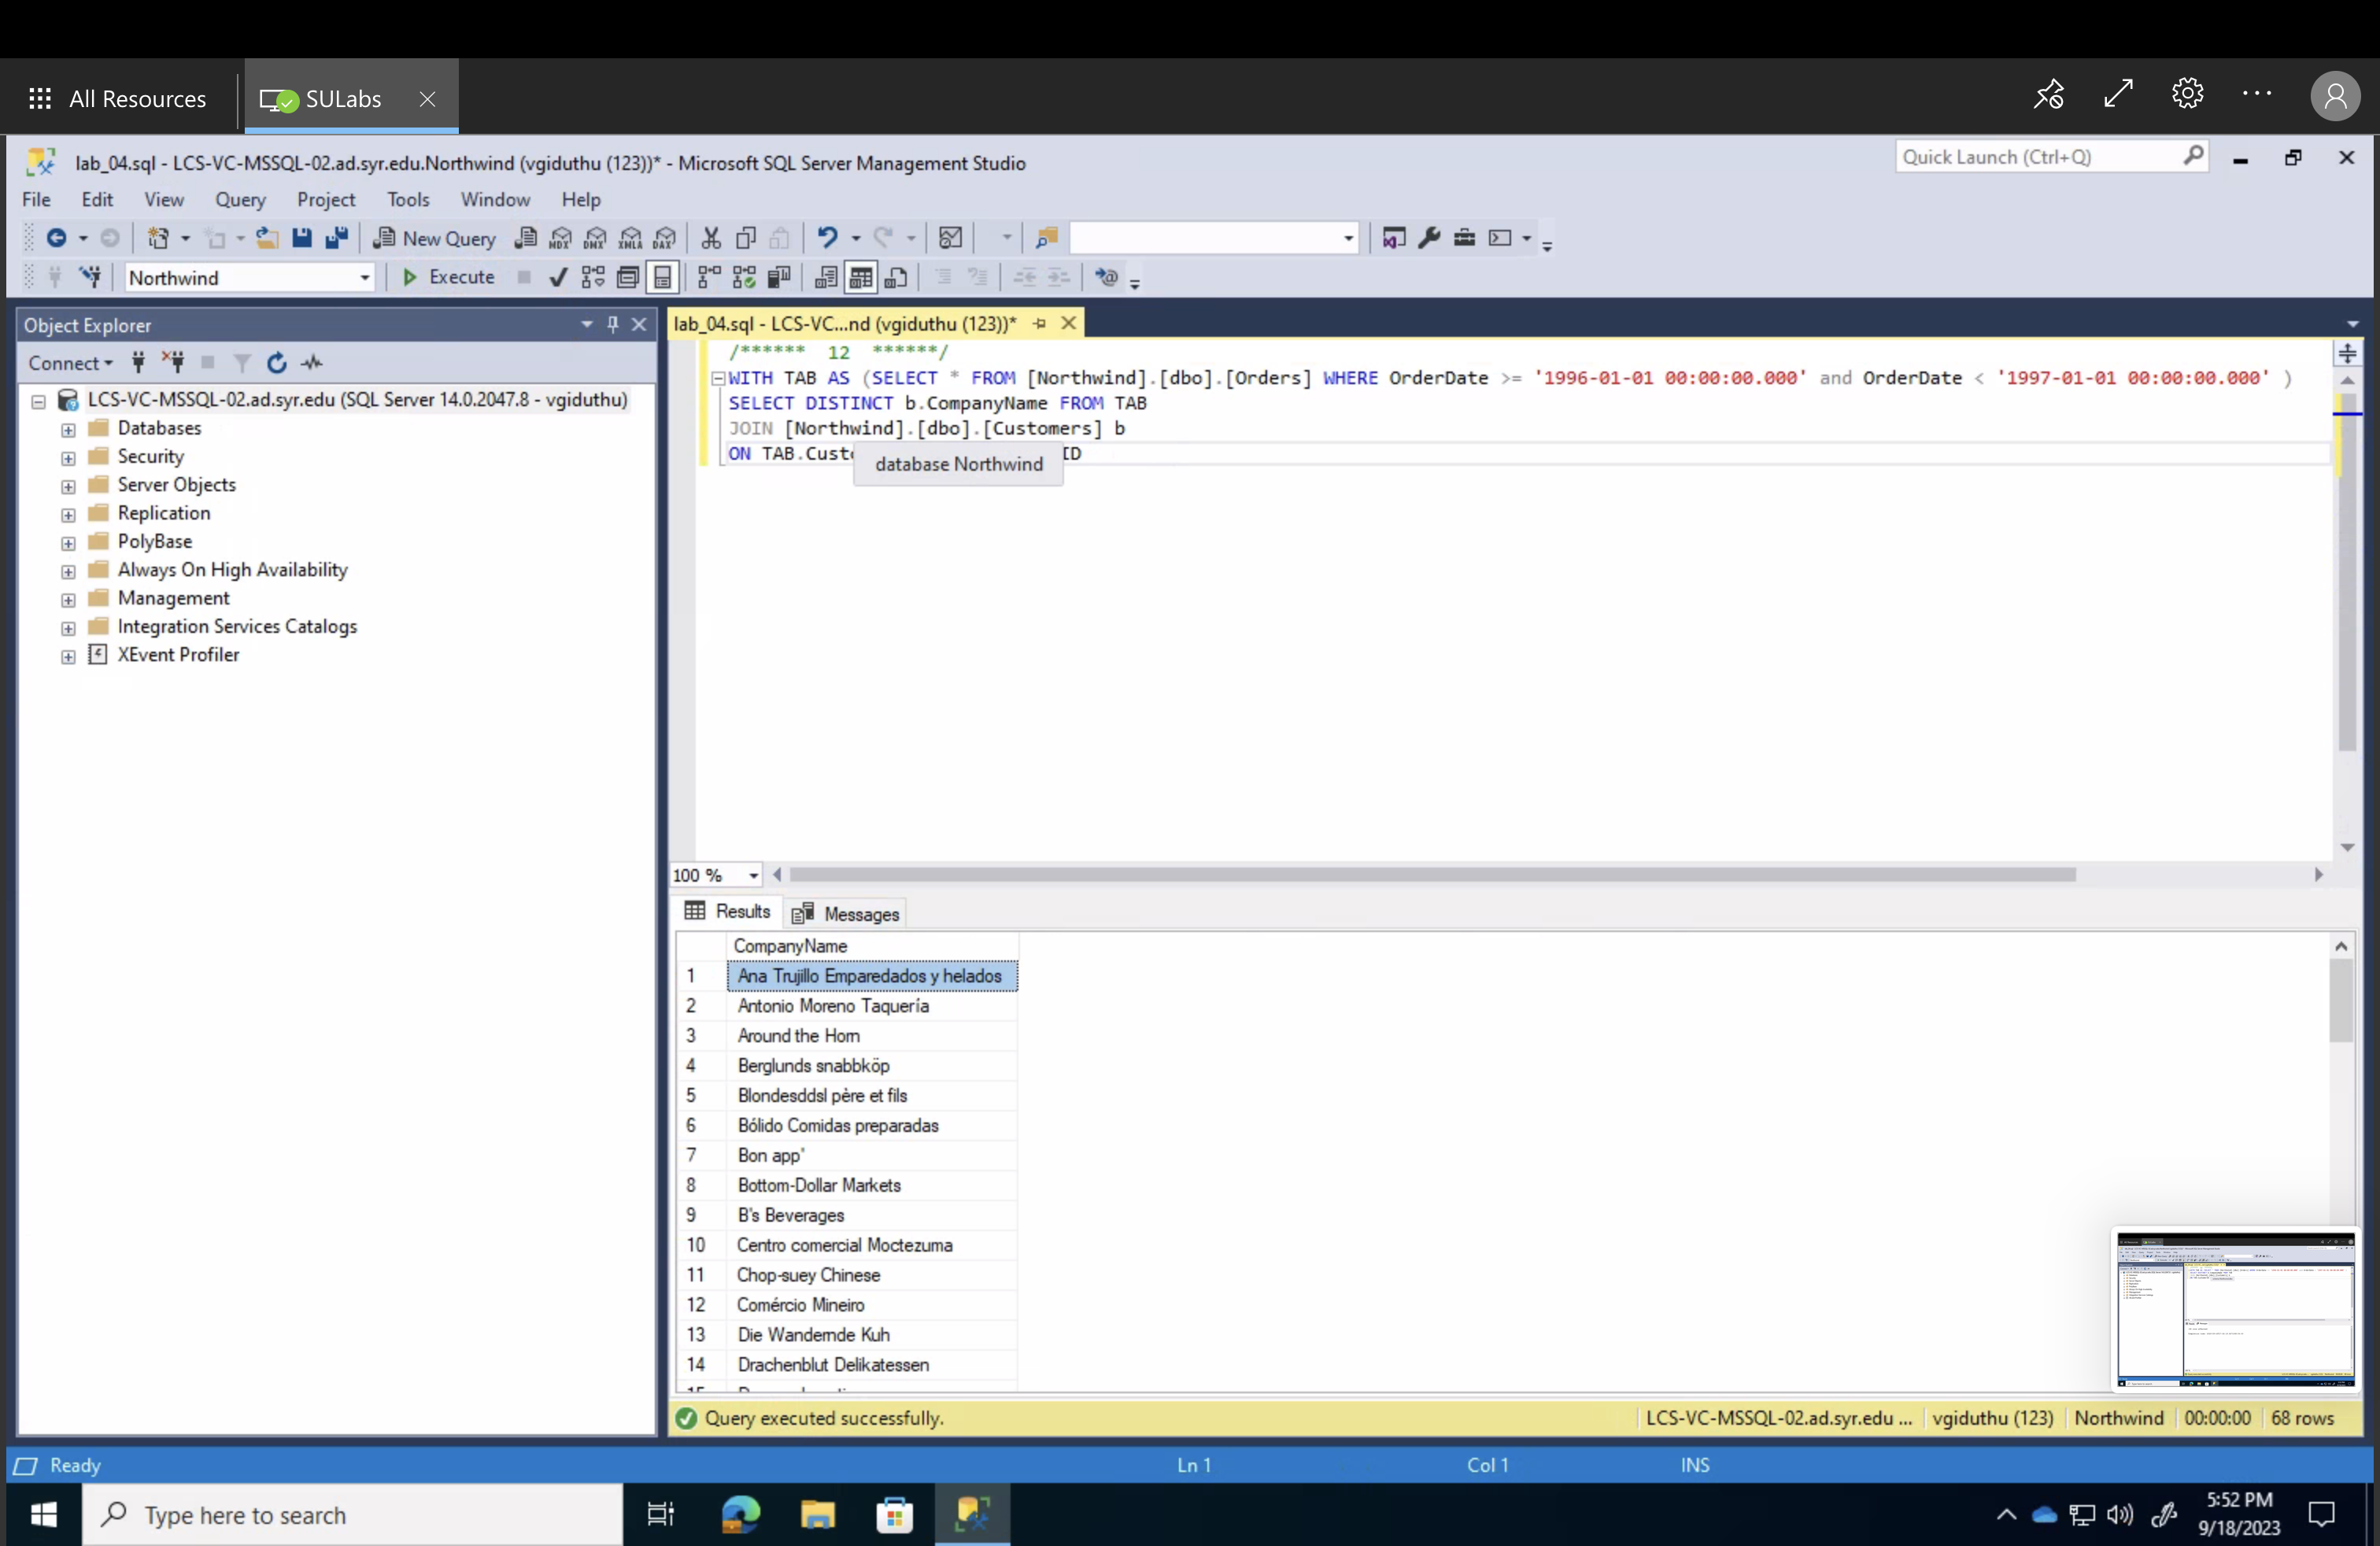 All Resources
SULabs
lab_04.sql - LCS-VC-MSSQL-02.ad.syr.edu.Northwind (vgiduthu (123))* - Microsoft SQL Server Management Studio
Quick Launch (Ctrl+Q)
File Edit View Query Project Tools Window Help
New Query
MDX DMX XMLA DAX
Northwind
Execute
Object Explorer
Connect
LCS-VC-MSSQL-02.ad.syr.edu (SQL Server 14.0.2047.8 - vgiduthu)
Databases
Security
Server Objects
Replication
PolyBase
Always On High Availability
Management
Integration Services Catalogs
XEvent Profiler
lab_04.sql - LCS-VC...nd (vgiduthu (123))*
/****** 12 ******/
WITH TAB AS (SELECT * FROM [Northwind].[dbo].[Orders] WHERE OrderDate >= '1996-01-01 00:00:00.000' and OrderDate < '1997-01-01 00:00:00.000' )
SELECT DISTINCT b.CompanyName FROM TAB
JOIN [Northwind].[dbo].[Customers] b
ON TAB.Cust ID
database Northwind
100 %
Results Messages
CompanyName
1 Ana Trujillo Emparedados y helados
2 Antonio Moreno Taquería
3 Around the Horn
4 Berglunds snabbköp
5 Blondesddsl père et fils
6 Bólido Comidas preparadas
7 Bon app'
8 Bottom-Dollar Markets
9 B's Beverages
10 Centro comercial Moctezuma
11 Chop-suey Chinese
12 Comércio Mineiro
13 Die Wandernde Kuh
14 Drachenblut Delikatessen
Query executed successfully.
LCS-VC-MSSQL-02.ad.syr.edu ... vgiduthu (123) Northwind 00:00:00 68 rows
Ready
Ln 1 Col 1 INS
Type here to search
5:52 PM
9/18/2023